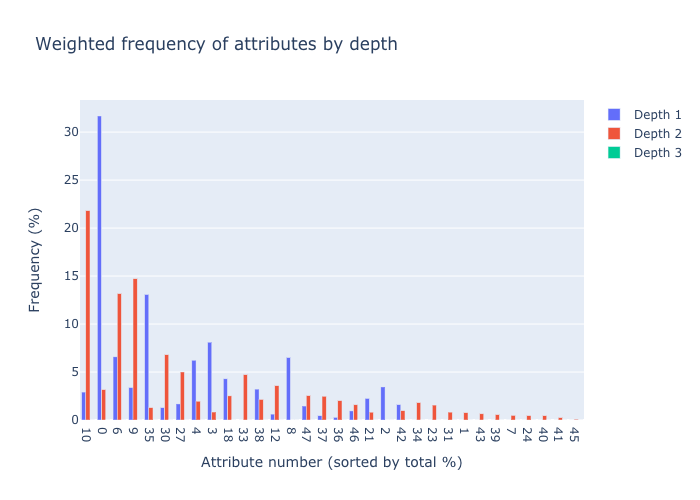 Weighted frequency of attributes by depth
Depth 1
Depth 2
Depth 3
Frequency (%)
30
25
20
15
10
5
0
10 0 6 9 35 30 27 4 3 18 33 38 12 8 47 37 36 46 21 2 42 34 23 31 1 43 39 7 24 40 41 45
Attribute number (sorted by total %)